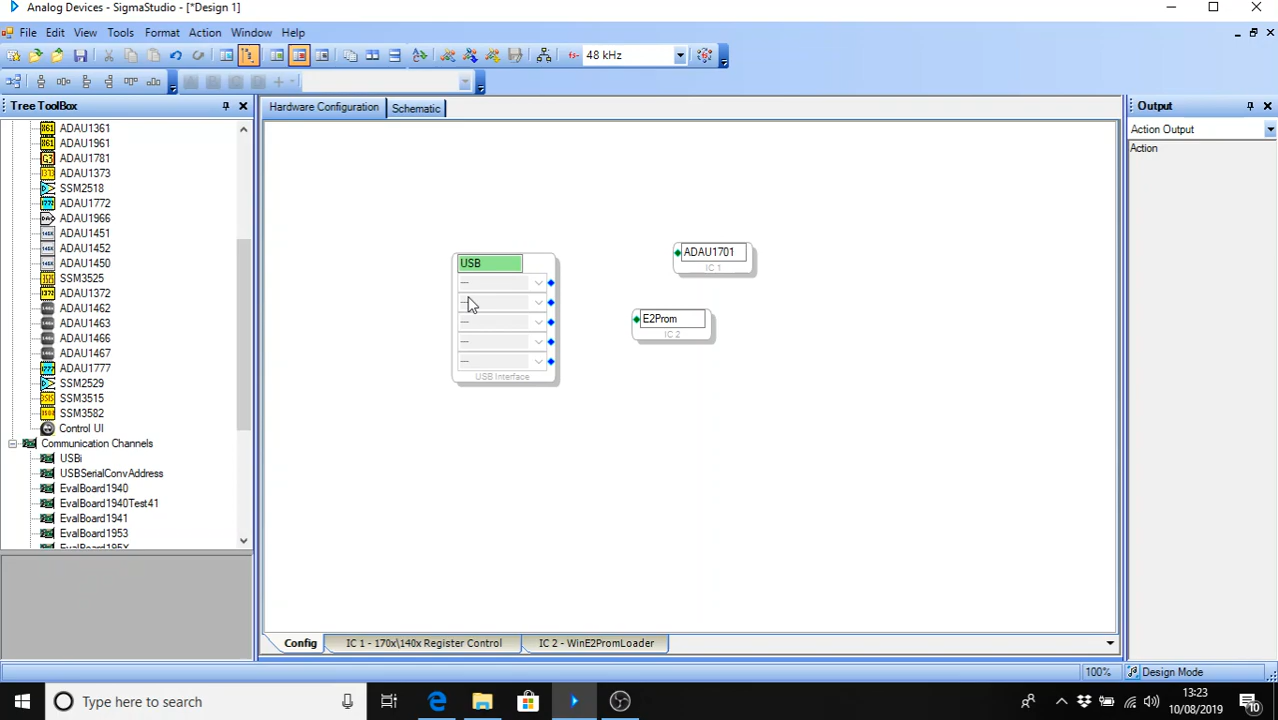 Analog Devices - SigmaStudio - [*Design 1]
File Edit View Tools Format Action Window Help
fs= 48 kHz
Tree ToolBox
ADAU1361
ADAU1961
ADAU1781
ADAU1373
SSM2518
ADAU1772
ADAU1966
ADAU1451
ADAU1452
ADAU1450
SSM3525
ADAU1372
ADAU1462
ADAU1463
ADAU1466
ADAU1467
ADAU1777
SSM2529
SSM3515
SSM3582
Control UI
Communication Channels
USBi
USBSerialConvAddress
EvalBoard1940
EvalBoard1940Test41
EvalBoard1941
EvalBoard1953
EvalBoard195X
Hardware Configuration Schematic
USB
USB Interface
ADAU1701
IC 1
E2Prom
IC 2
Config IC 1 - 170x\140x Register Control IC 2 - WinE2PromLoader
Output
Action Output
Action
100% Design Mode
Type here to search
13:23
10/08/2019
10